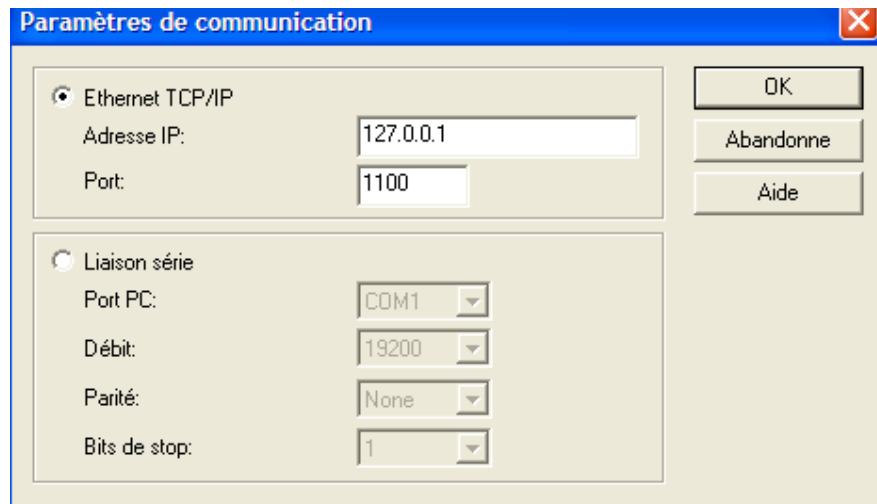 Paramètres de communication
Ethernet TCP/IP
Adresse IP: 127.0.0.1
Port: 1100
OK
Abandonne
Aide
Liaison série
Port PC: COM1
Débit: 19200
Parité: None
Bits de stop: 1